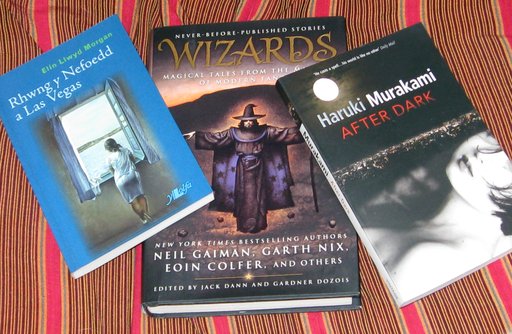 Elin Llwyd Morgan
Rhwng y Nefoedd
a Las Vegas
y Lolfa
NEVER-BEFORE-PUBLISHED STORIES
WIZARDS
MAGICAL TALES FROM THE
OF MODERN
NEW YORK TIMES BESTSELLING AUTHORS
NEIL GAIMAN, GARTH NIX,
EOIN COLFER, AND OTHERS
EDITED BY JACK DANN AND GARDNER DOZOIS
Haruki Murakami
AFTER DARK